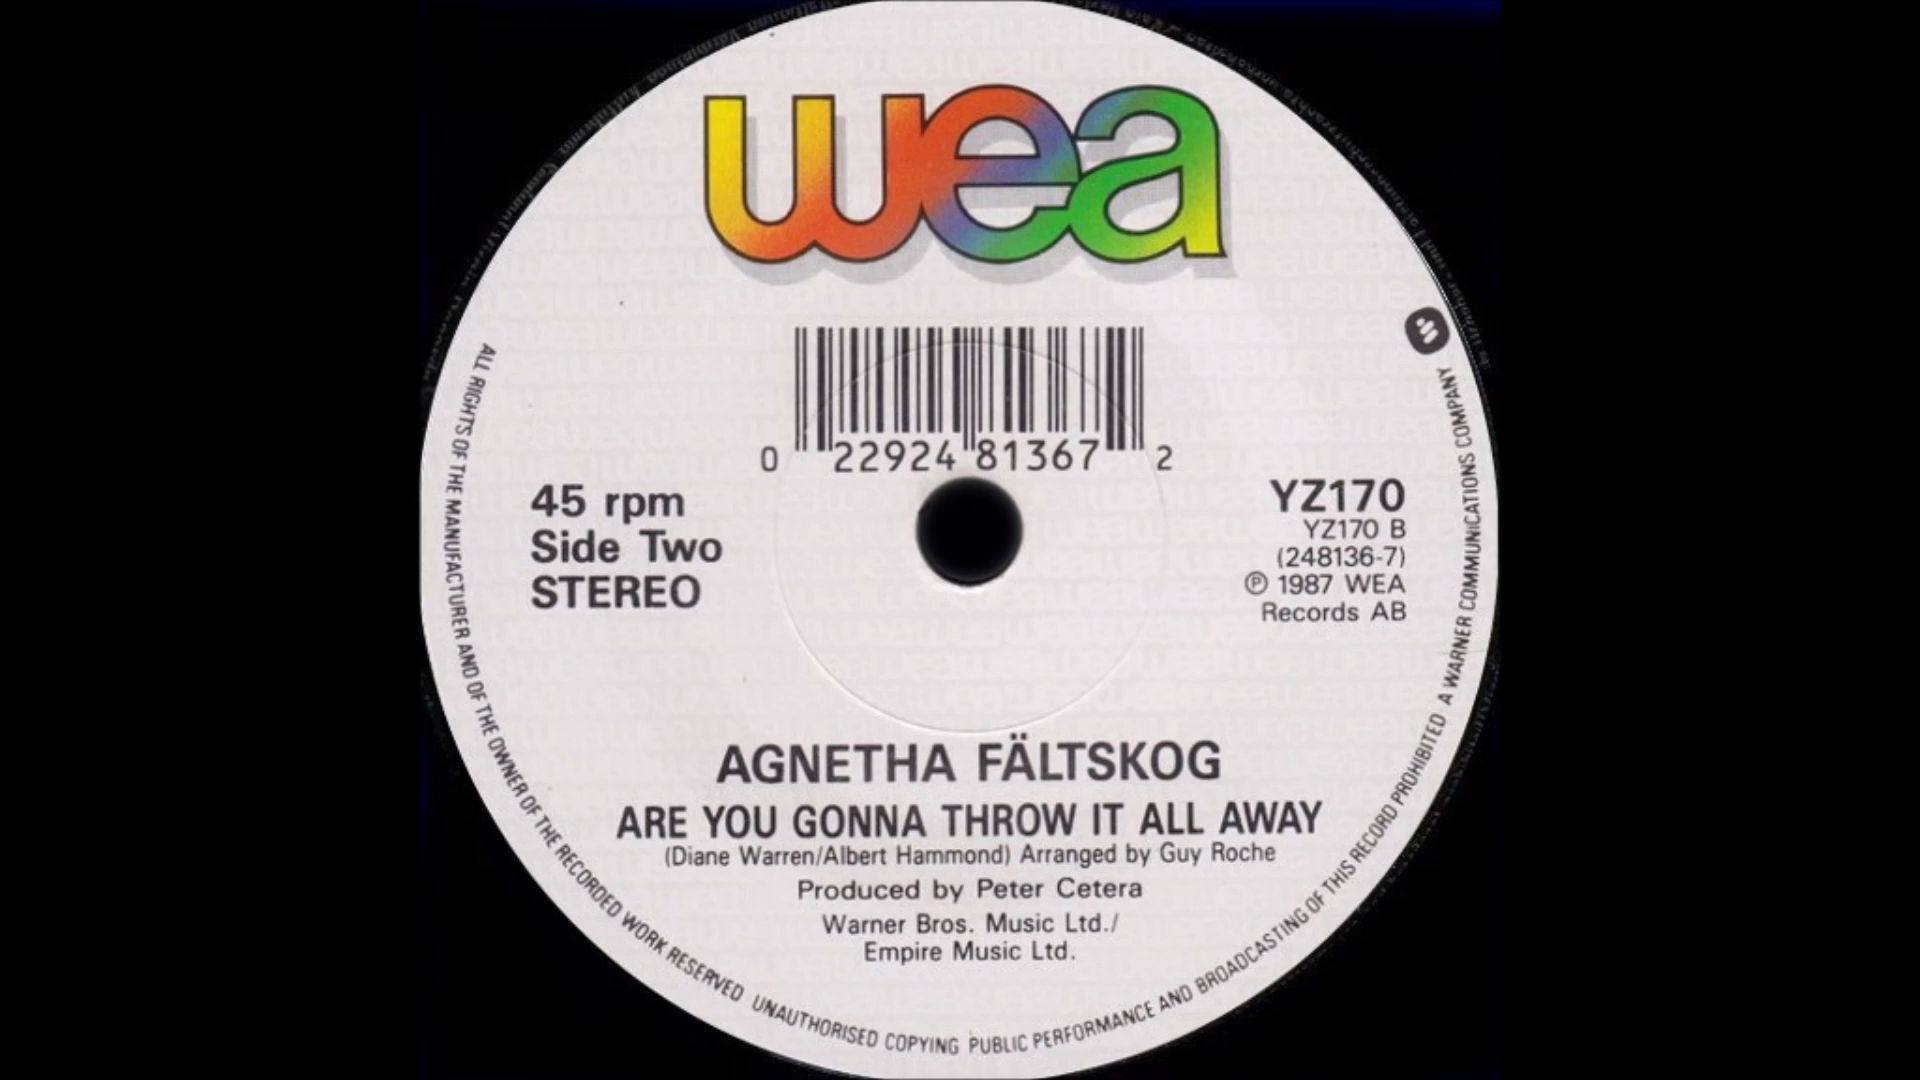 wea
0 22924 81367 2
45 rpm
Side Two
STEREO
YZ170
YZ170 B
(248136-7)
℗ 1987 WEA
Records AB
AGNETHA FÄLTSKOG
ARE YOU GONNA THROW IT ALL AWAY
(Diane Warren/Albert Hammond) Arranged by Guy Roche
Produced by Peter Cetera
Warner Bros. Music Ltd./
Empire Music Ltd.
ALL RIGHTS OF THE MANUFACTURER AND OF THE OWNER OF THE RECORDED WORK RESERVED UNAUTHORISED COPYING PUBLIC PERFORMANCE AND BROADCASTING OF THIS RECORD PROHIBITED A WARNER COMMUNICATIONS COMPANY